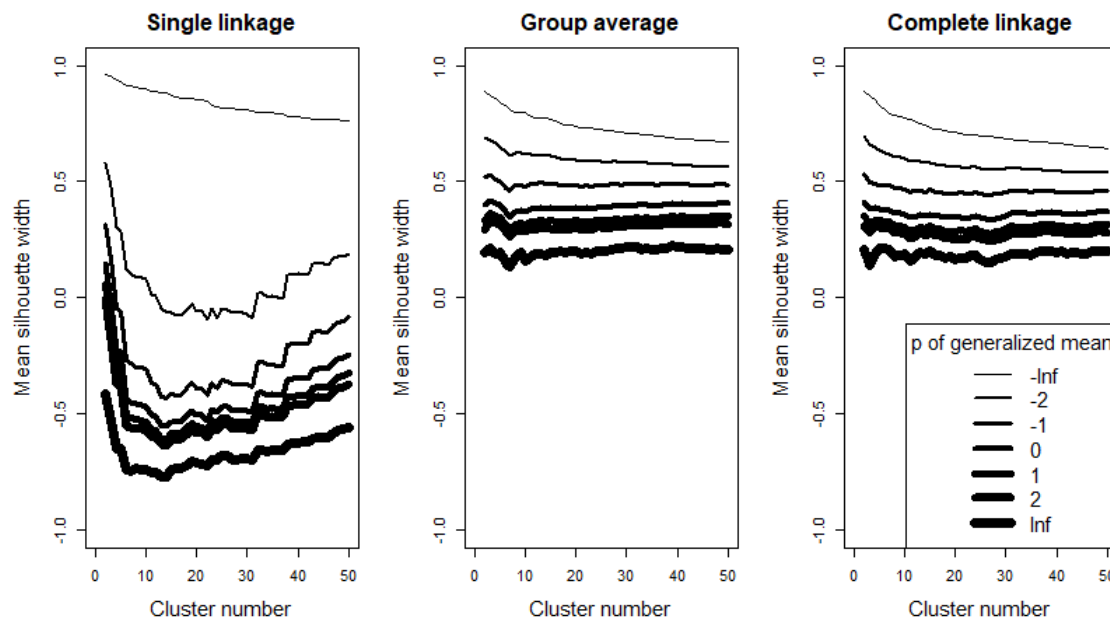 Single linkage
Group average
Complete linkage
Mean silhouette width
1.0
0.5
0.0
-0.5
-1.0
0 10 20 30 40 50
Cluster number
Mean silhouette width
1.0
0.5
0.0
-0.5
-1.0
0 10 20 30 40 50
Cluster number
Mean silhouette width
1.0
0.5
0.0
-0.5
-1.0
0 10 20 30 40 50
Cluster number
p of generalized mean
-Inf
-2
-1
0
1
2
Inf